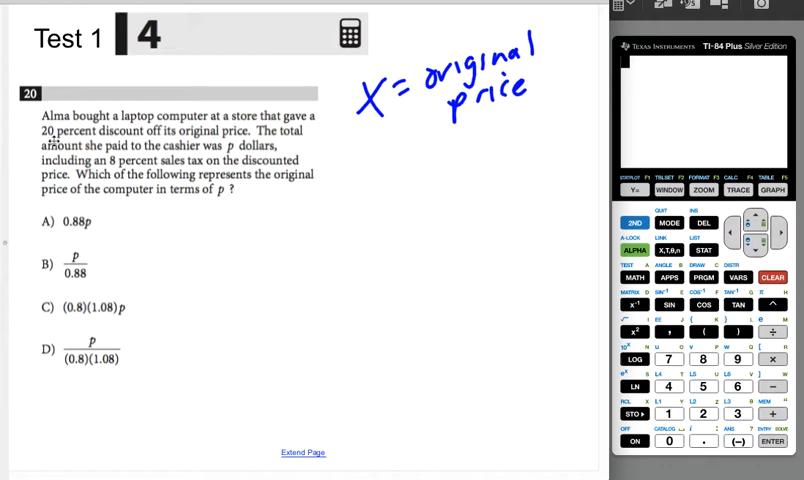 Test 1 4
20
x = original
price
Alma bought a laptop computer at a store that gave a
20 percent discount off its original price. The total
amount she paid to the cashier was p dollars,
including an 8 percent sales tax on the discounted
price. Which of the following represents the original
price of the computer in terms of p ?
A) 0.88p
B) p
0.88
C) (0.8)(1.08)p
D) p
(0.8)(1.08)
Extend Page
TEXAS INSTRUMENTS TI-84 Plus Silver Edition
STATPLOT F1 TBLSET F2 FORMAT F3 CALC F4 TABLE F5
Y= WINDOW ZOOM TRACE GRAPH
QUIT INS
2ND MODE DEL
A-LOCK LINK LIST
ALPHA X,T,θ,n STAT
TEST A ANGLE B DRAW C DISTR
MATH APPS PRGM VARS CLEAR
MATRIX D SIN⁻¹ E COS⁻¹ F TAN⁻¹ G π H
x⁻¹ SIN COS TAN ^
√ I EE J { K } L e M
x² , ( ) ÷
10ˣ N u O v P w Q [ R
LOG 7 8 9 ×
eˣ S L4 T L5 U L6 V ] W
LN 4 5 6 −
RCL X L1 Y L2 Z L3 θ MEM "
STO▸ 1 2 3 +
OFF CATALOG ␣ i : ANS ? ENTRY SOLVE
ON 0 . (−) ENTER